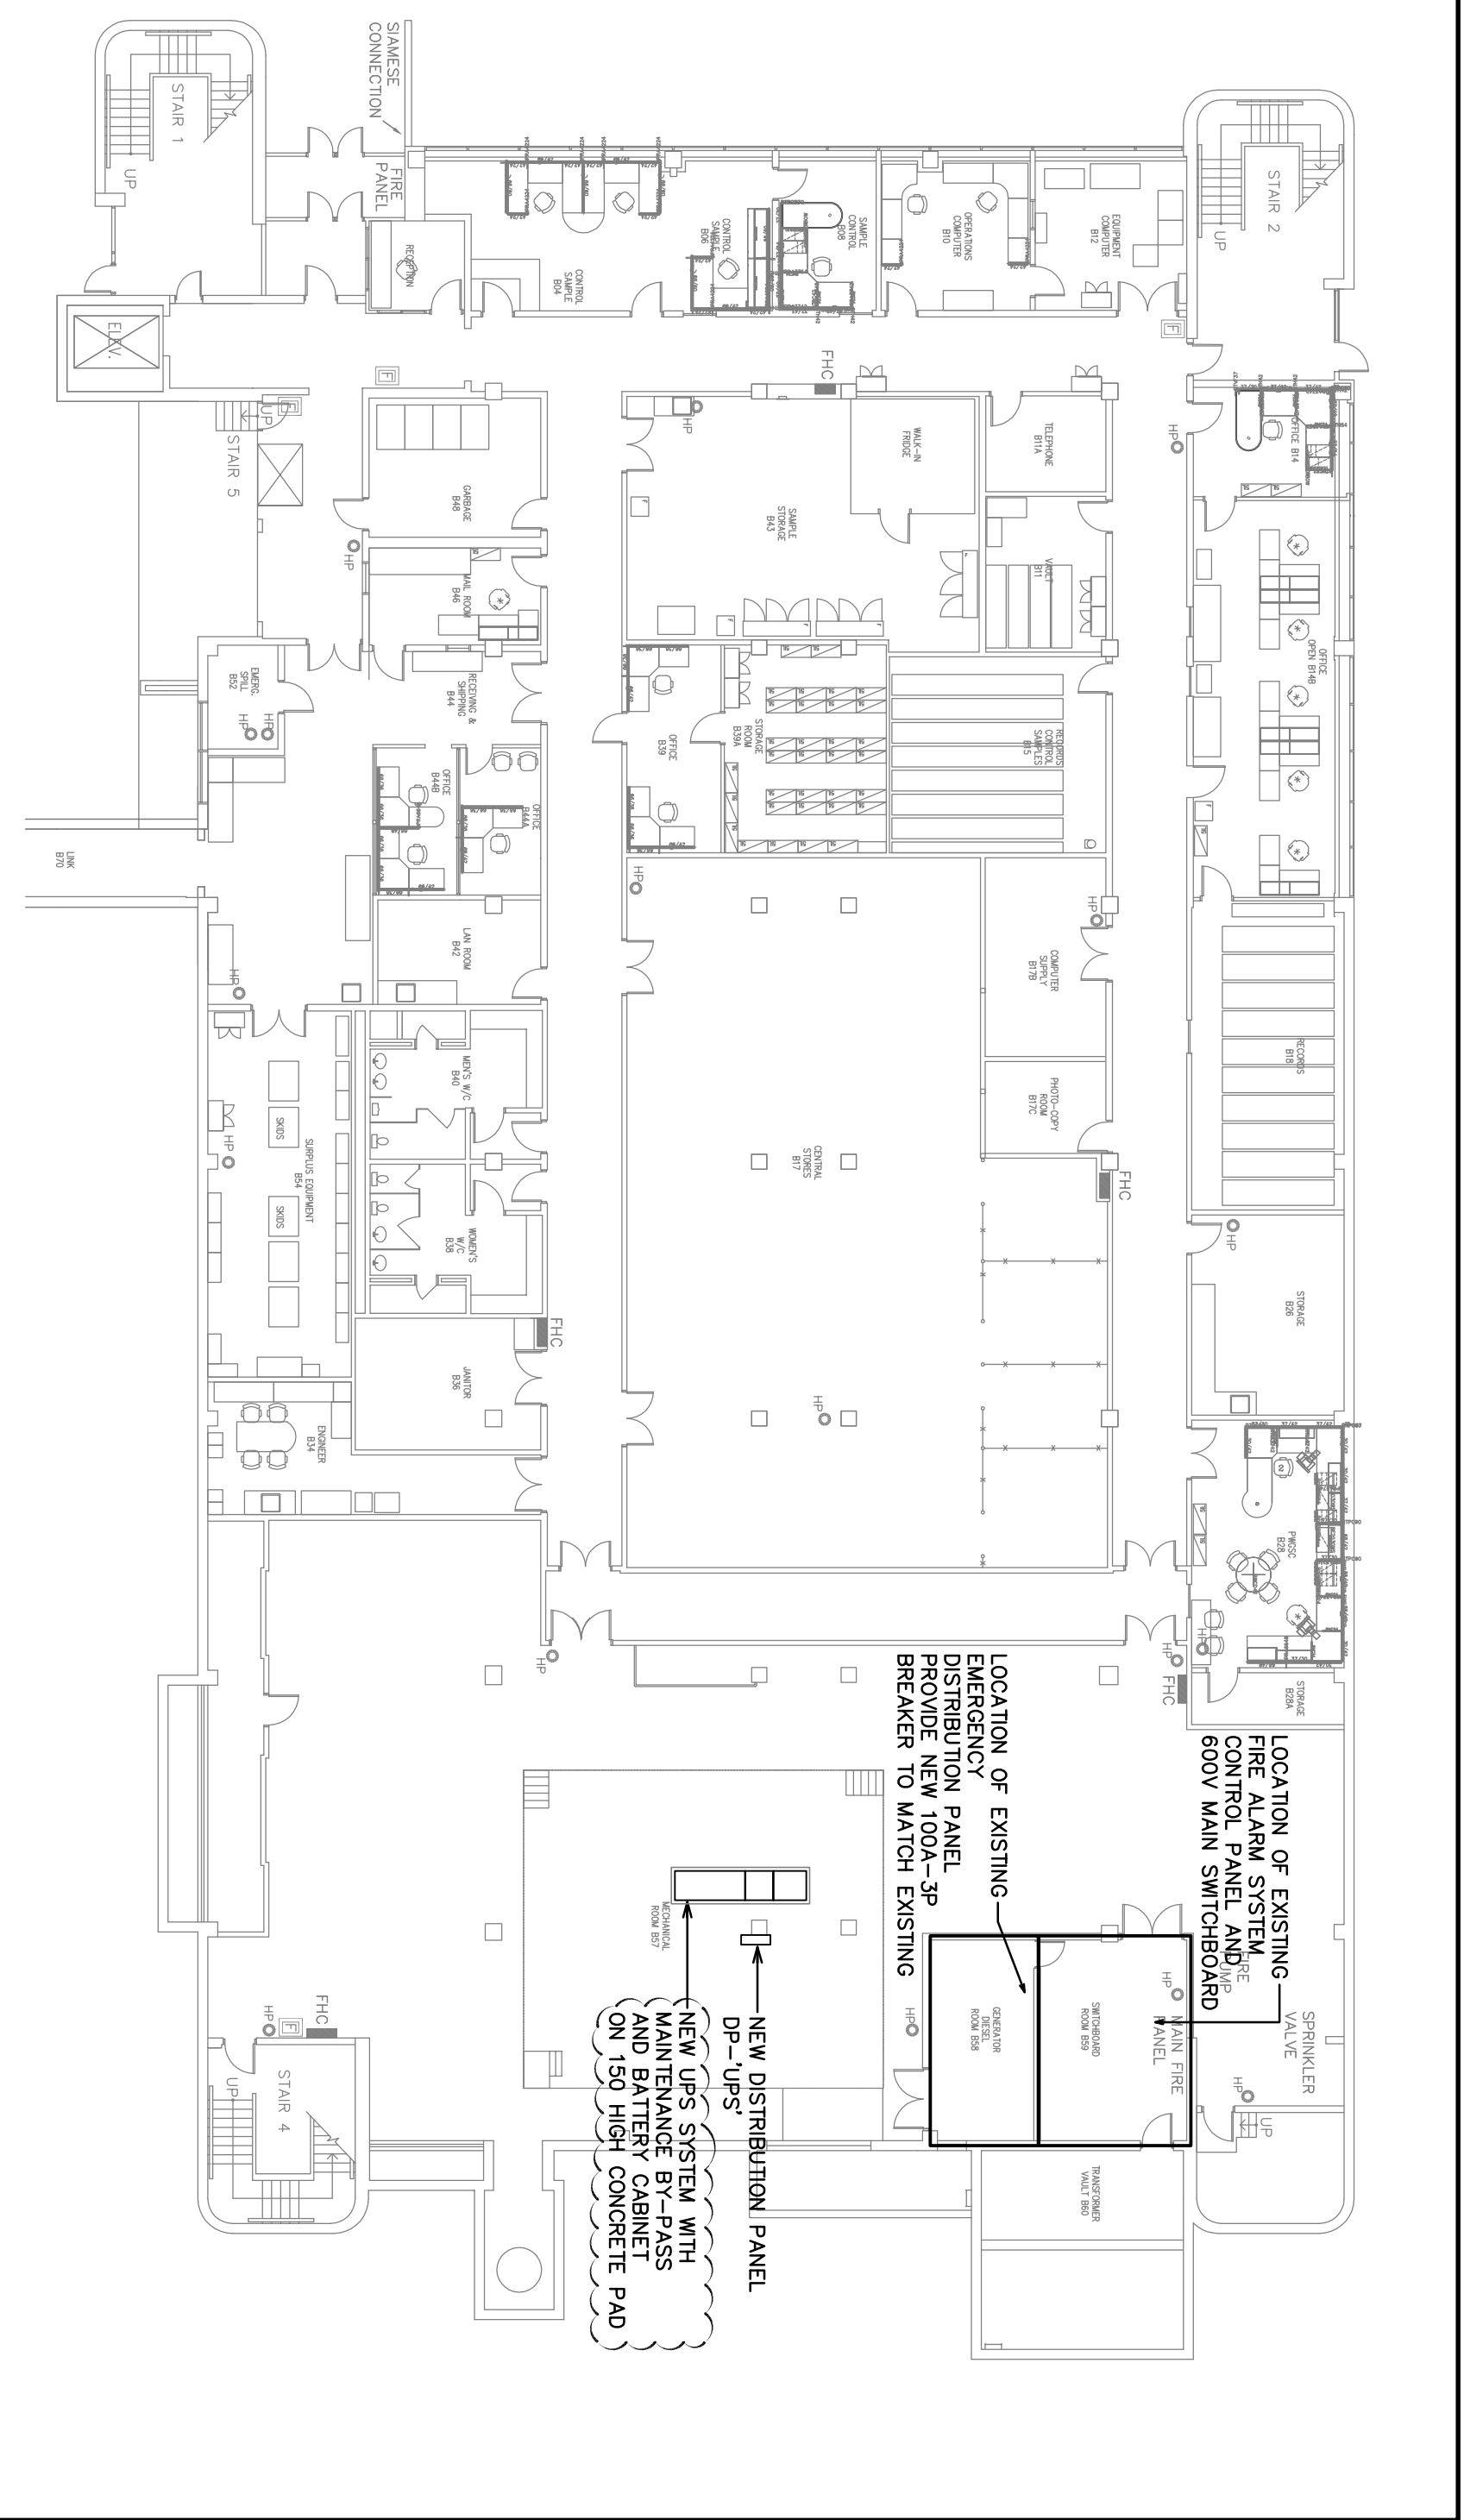 SIAMESE
CONNECTION
STAIR 1
UP
FIRE
PANEL
RECEPTION
CONTROL
SAMPLE
B04
CONTROL
SAMPLE
B06
SAMPLE
CONTROL
B08
OPERATIONS
COMPUTER
B10
EQUIPMENT
COMPUTER
B12
STAIR 2
UP
ELEV.
F
F
UP
STAIR 5
F
FHC
HP
HP
OFFICE B14
GARBAGE
B48
HP
MAIL ROOM
B46
SAMPLE
STORAGE
B43
WALK-IN
FRIDGE
TELEPHONE
B11A
VAULT
B11
OFFICE
OPEN B14B
EMERG.
SPILL
B52
HP
HP
RECEIVING &
SHIPPING
B44
OFFICE
B44B
OFFICE
B44A
OFFICE
B39
STORAGE
ROOM
B39A
RECORDS
CONTROL
SAMPLES
B15
LINK
B70
LAN ROOM
B42
HP
HP
HP
COMPUTER
SUPPLY
B17B
PHOTO-COPY
ROOM
B17C
RECORDS
B18
MEN'S W/C
B40
SKIDS
SURPLUS EQUIPMENT
B54
SKIDS
HP
WOMEN'S
W/C
B38
CENTRAL
STORES
B17
FHC
HP
STORAGE
B26
FHC
JANITOR
B36
ENGINEER
B34
HP
PWGSC
B28
HP
HP
HP
FHC
STORAGE
B28A
LOCATION OF EXISTING
EMERGENCY
DISTRIBUTION PANEL
PROVIDE NEW 100A-3P
BREAKER TO MATCH EXISTING
LOCATION OF EXISTING
FIRE ALARM SYSTEM
CONTROL PANEL AND
600V MAIN SWITCHBOARD
MECHANICAL
ROOM B57
FIRE
PUMP
SPRINKLER
VALVE
HP
MAIN FIRE
PANEL
SWITCHBOARD
ROOM B59
GENERATOR
DIESEL
ROOM B58
HP
HP
UP
NEW DISTRIBUTION PANEL
DP-'UPS'
NEW UPS SYSTEM WITH
MAINTENANCE BY-PASS
AND BATTERY CABINET
ON 150 HIGH CONCRETE PAD
TRANSFORMER
VAULT B60
FHC
F
HP
STAIR 4
UP